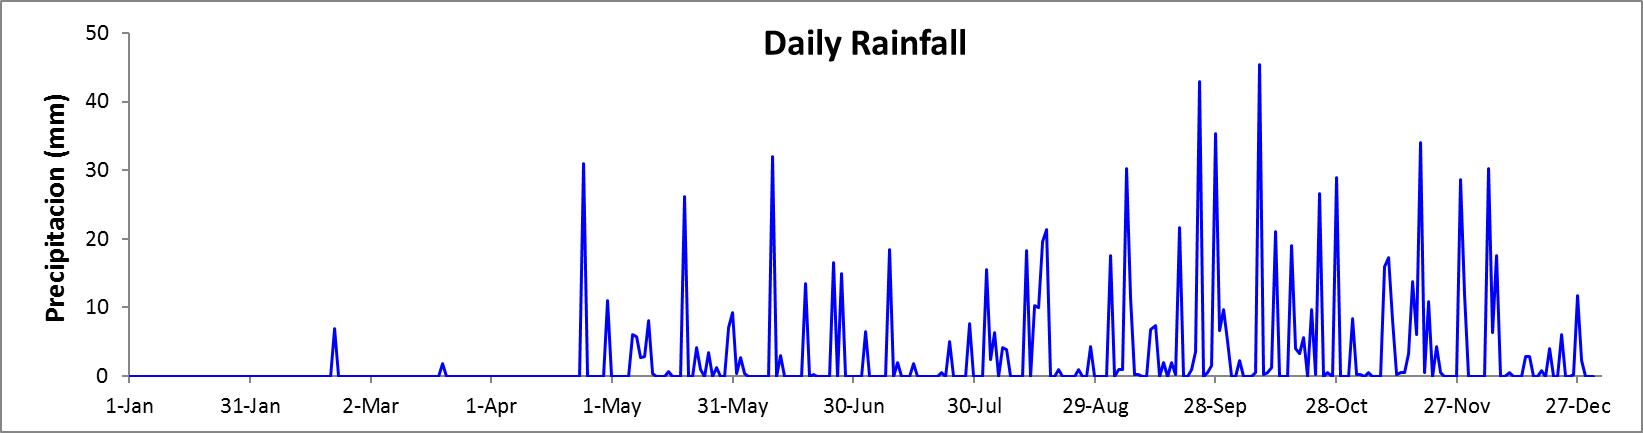 Daily Rainfall
Precipitacion (mm)
50
40
30
20
10
0
1-Jan 31-Jan 2-Mar 1-Apr 1-May 31-May 30-Jun 30-Jul 29-Aug 28-Sep 28-Oct 27-Nov 27-Dec